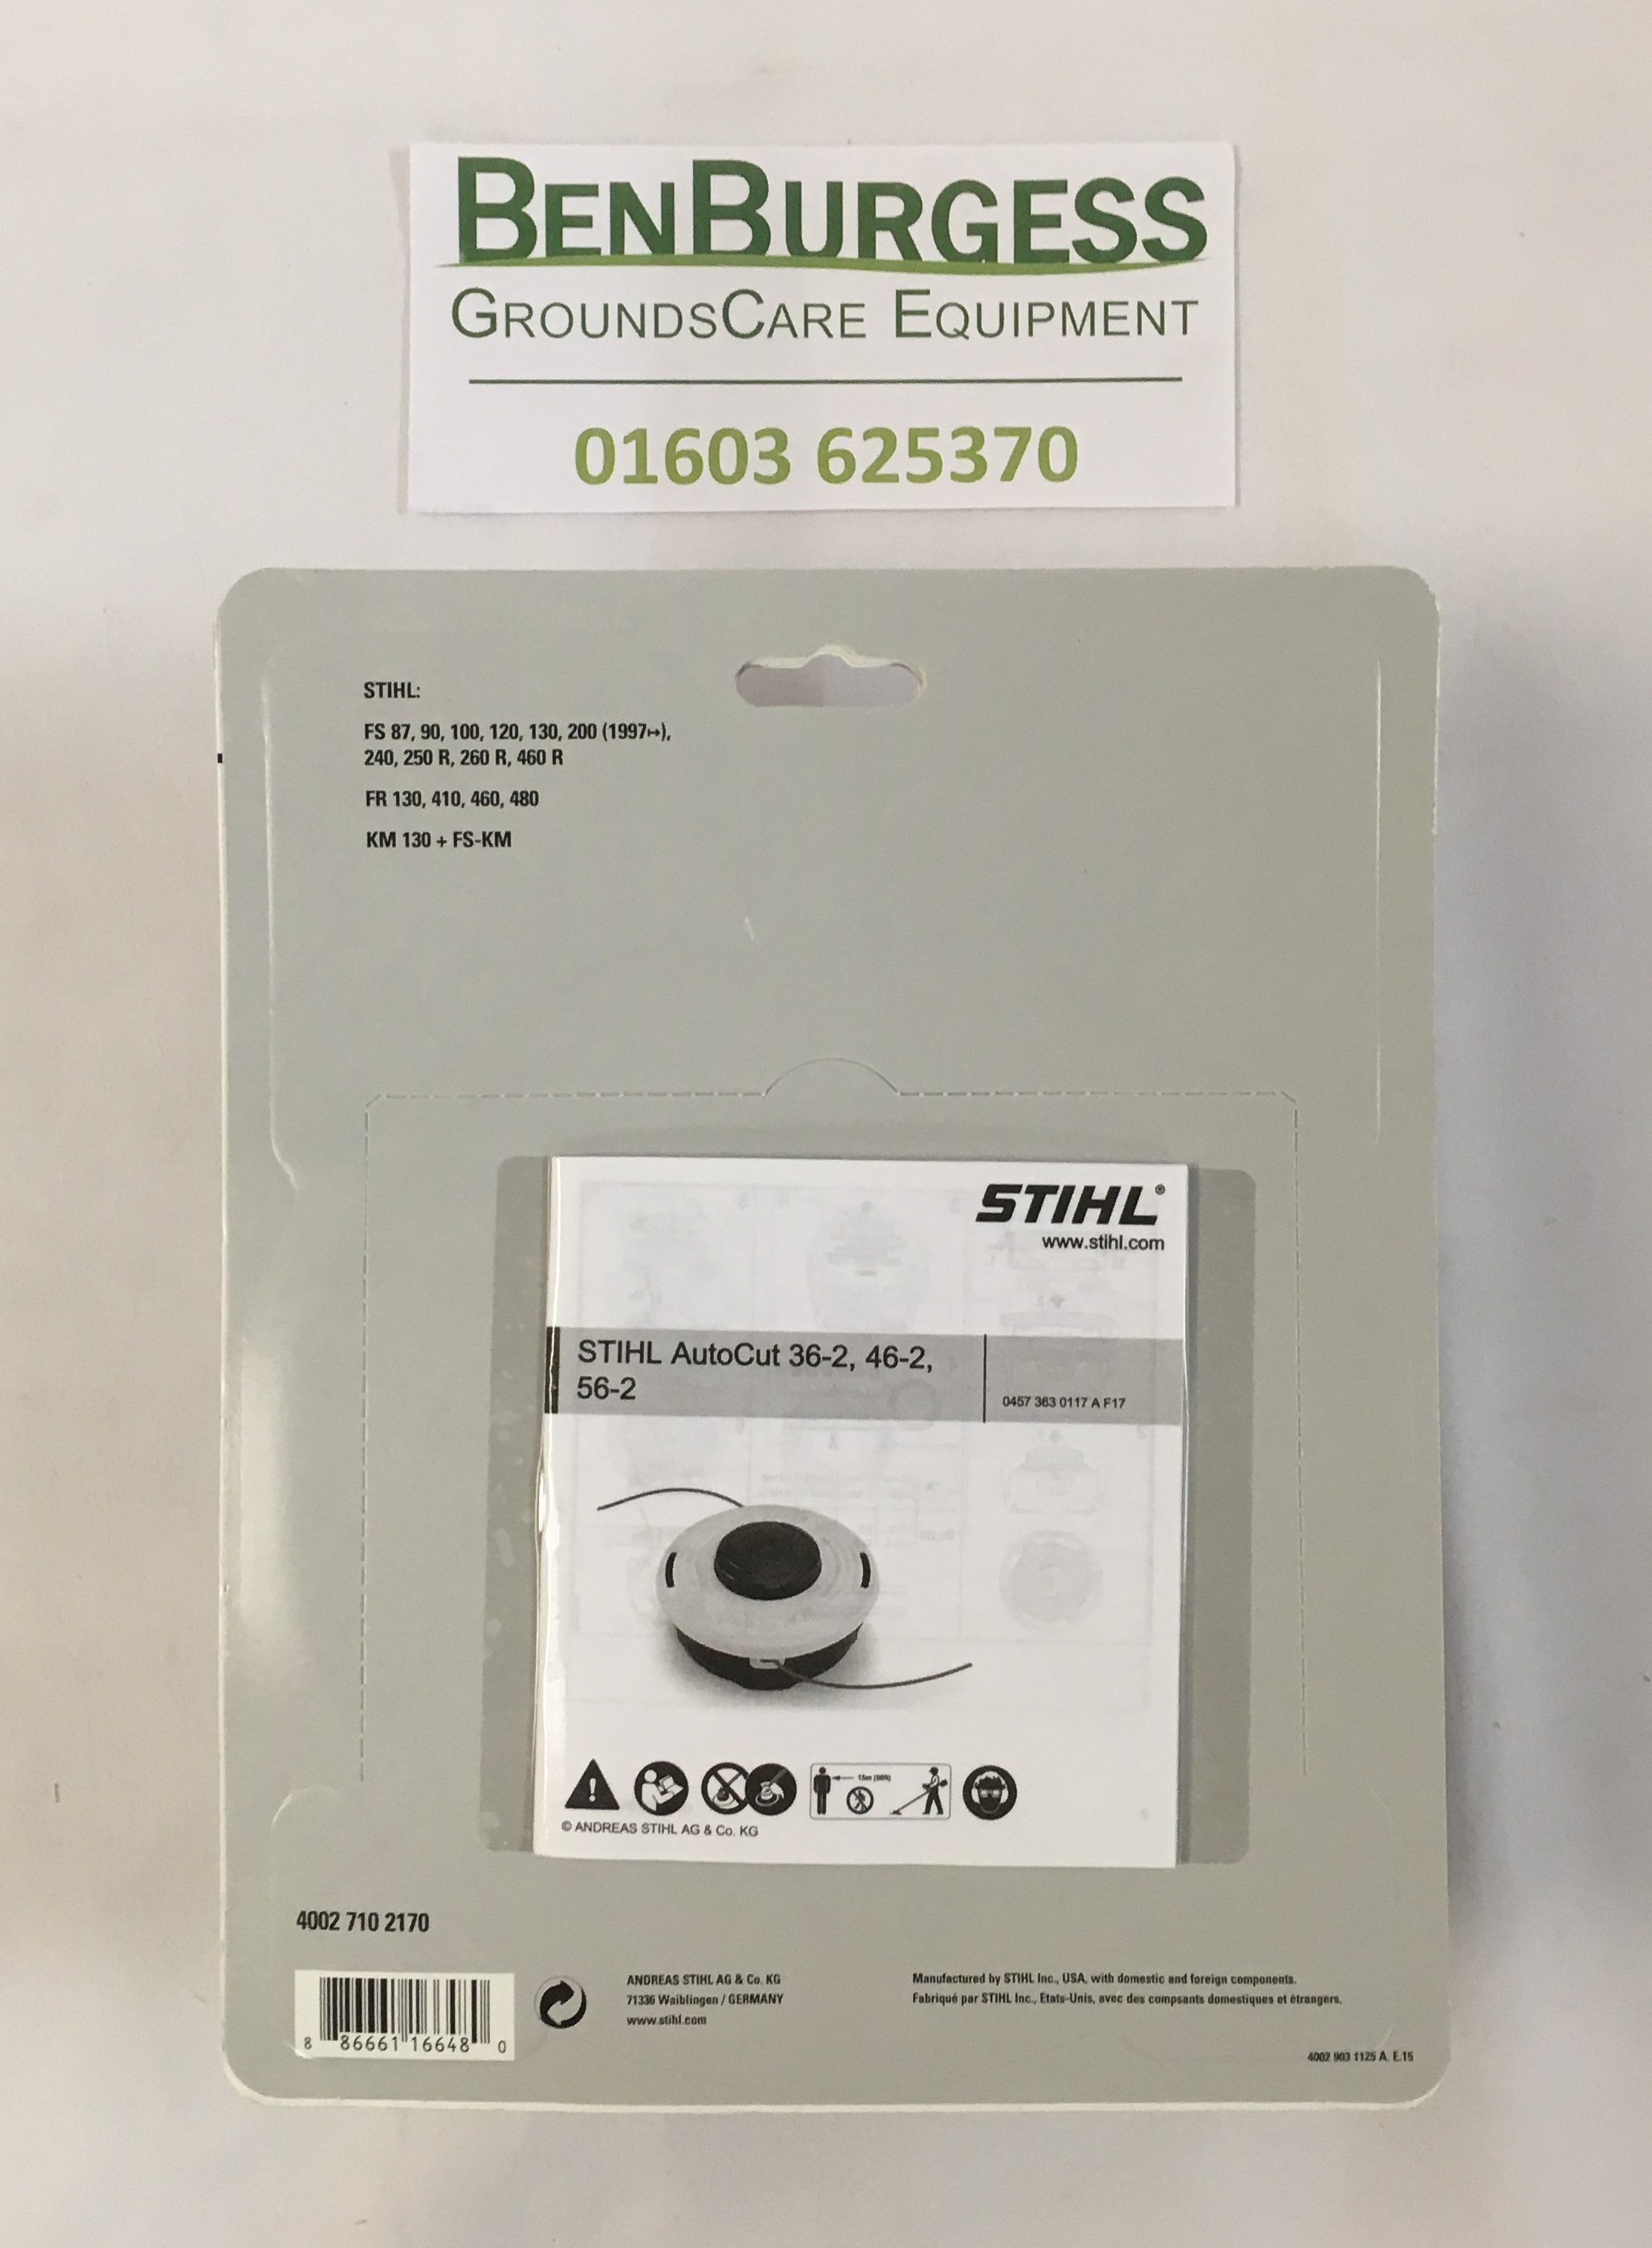 BENBURGESS
GROUNDSCARE EQUIPMENT
01603 625370
STIHL:
FS 87, 90, 100, 120, 130, 200 (1997↦),
240, 250 R, 260 R, 460 R
FR 130, 410, 460, 480
KM 130 + FS-KM
STIHL®
www.stihl.com
STIHL AutoCut 36-2, 46-2,
56-2
0457 363 0117 A F17
15m (50ft)
© ANDREAS STIHL AG & Co. KG
4002 710 2170
8 86661 16648 0
ANDREAS STIHL AG & Co. KG
71336 Waiblingen / GERMANY
www.stihl.com
Manufactured by STIHL Inc., USA, with domestic and foreign components.
Fabriqué par STIHL Inc., Etats-Unis, avec des compsants domestiques et étrangers.
4002 903 1125 A. E.15